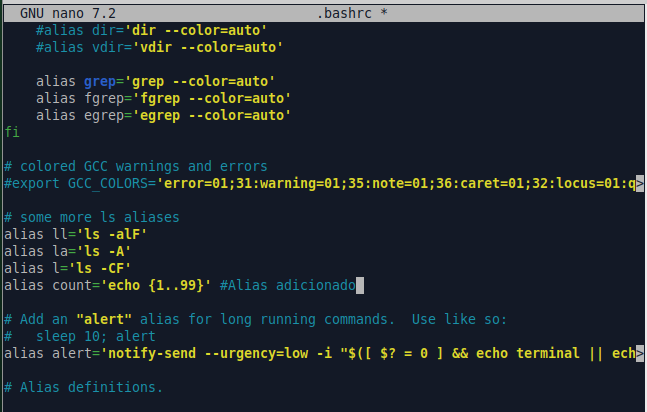 GNU nano 7.2 .bashrc *
#alias dir='dir --color=auto'
#alias vdir='vdir --color=auto'
alias grep='grep --color=auto'
alias fgrep='fgrep --color=auto'
alias egrep='egrep --color=auto'
fi
# colored GCC warnings and errors
#export GCC_COLORS='error=01;31:warning=01;35:note=01;36:caret=01;32:locus=01:q>
# some more ls aliases
alias ll='ls -alF'
alias la='ls -A'
alias l='ls -CF'
alias count='echo {1..99}' #Alias adicionado
# Add an "alert" alias for long running commands.  Use like so:
#   sleep 10; alert
alias alert='notify-send --urgency=low -i "$([ $? = 0 ] && echo terminal || ech>
# Alias definitions.